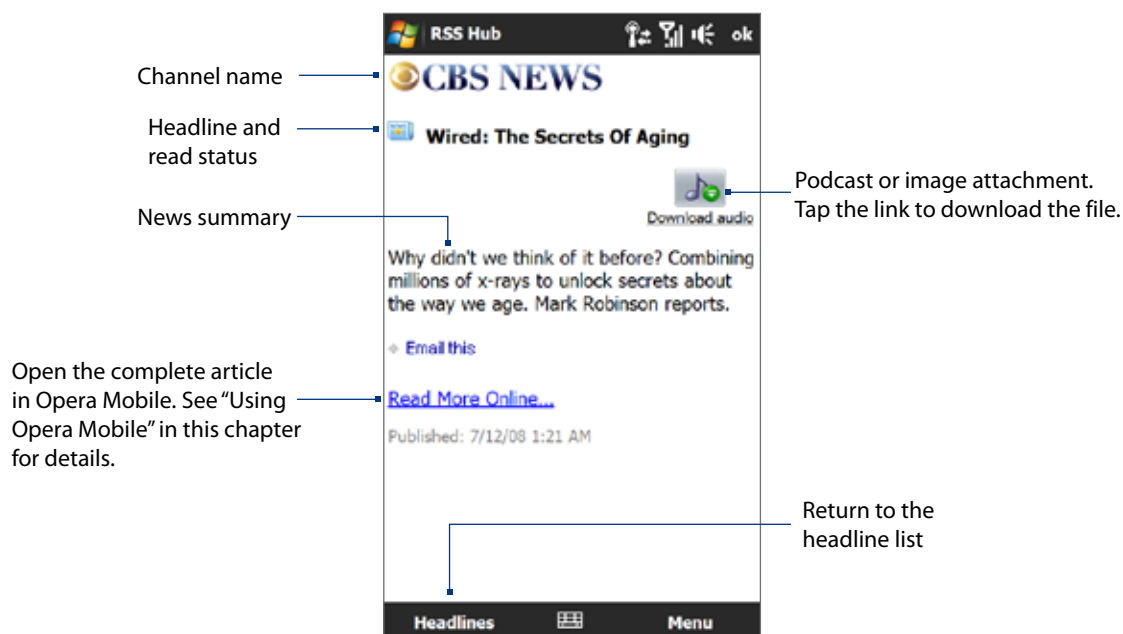 RSS Hub ok
Channel name
CBS NEWS
Headline and
read status
Wired: The Secrets Of Aging
Podcast or image attachment.
Tap the link to download the file.
Download audio
News summary
Why didn't we think of it before? Combining
millions of x-rays to unlock secrets about
the way we age. Mark Robinson reports.
Email this
Open the complete article
in Opera Mobile. See “Using
Opera Mobile” in this chapter
for details.
Read More Online...
Published: 7/12/08 1:21 AM
Return to the
headline list
Headlines Menu